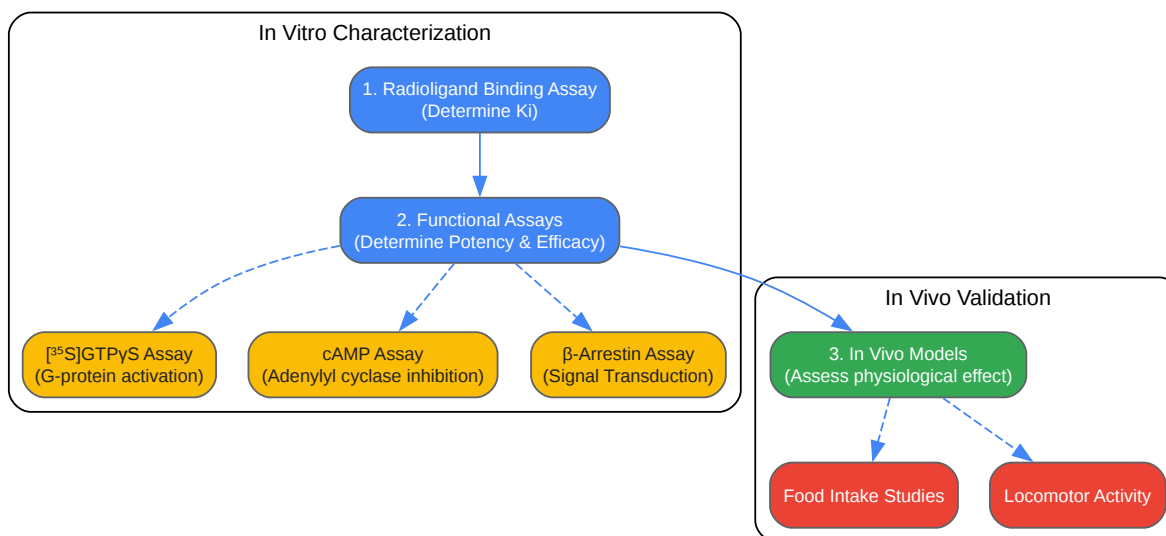 In Vitro Characterization
1. Radioligand Binding Assay
(Determine Ki)
2. Functional Assays
(Determine Potency & Efficacy)
[³⁵S]GTPγS Assay
(G-protein activation)
cAMP Assay
(Adenylyl cyclase inhibition)
β-Arrestin Assay
(Signal Transduction)
In Vivo Validation
3. In Vivo Models
(Assess physiological effect)
Food Intake Studies
Locomotor Activity